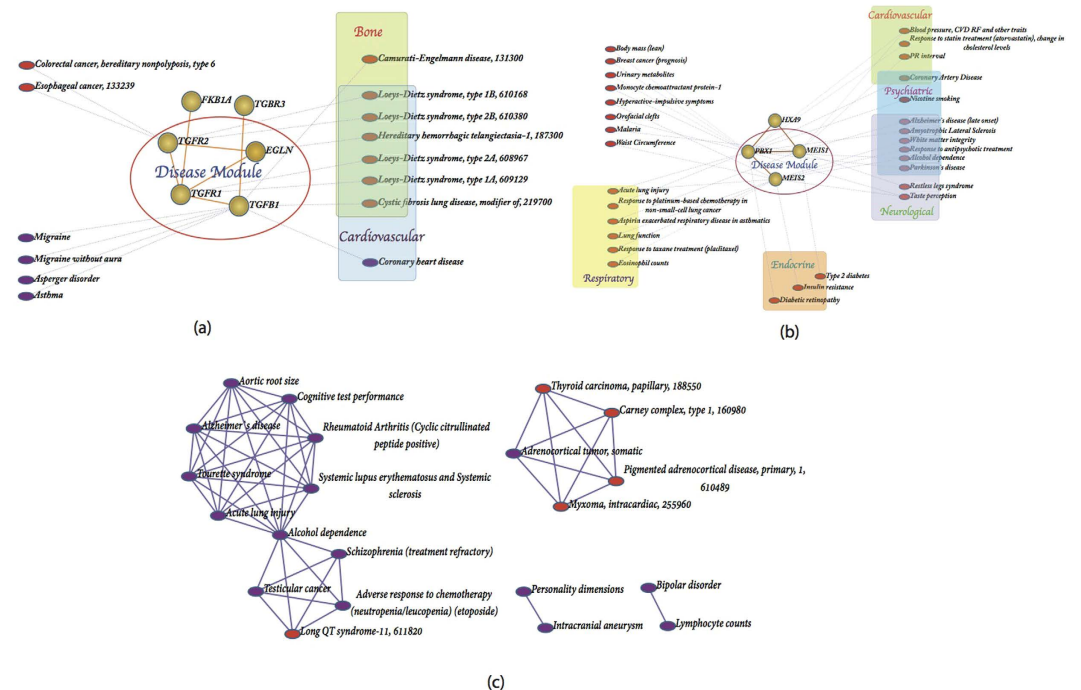 Bone
Colorectal cancer, hereditary nonpolyposis, type 6
Esophageal cancer, 133239
Camurati-Engelmann disease, 131300
FKB1A
TGBR3
Loeys-Dietz syndrome, type 1B, 610168
Loeys-Dietz syndrome, type 2B, 610380
Hereditary hemorrhagic telangiectasia-1, 187300
Loeys-Dietz syndrome, type 2A, 608967
Loeys-Dietz syndrome, type 1A, 609129
Cystic fibrosis lung disease, modifier of, 219700
TGFR2
EGLN
Disease Module
TGFR1
TGFB1
Cardiovascular
Coronary heart disease
Migraine
Migraine without aura
Asperger disorder
Asthma
(a)
Cardiovascular
Blood pressure, CVD RF and other traits
Response to statin treatment (atorvastatin), change in
cholesterol levels
PR interval
Coronary Artery Disease
Psychiatric
Nicotine smoking
Alzheimer's disease (late onset)
Amyotrophic Lateral Sclerosis
White matter integrity
Response to antipsychotic treatment
Alcohol dependence
Parkinson's disease
Restless legs syndrome
Taste perception
Neurological
Body mass (lean)
Breast cancer (prognosis)
Urinary metabolites
Monocyte chemoattractant protein-1
Hyperactive-impulsive symptoms
Orofacial clefts
Malaria
Waist Circumference
HXA9
PBX1
MEIS1
Disease Module
MEIS2
Acute lung injury
Response to platinum-based chemotherapy in
non-small-cell lung cancer
Aspirin exacerbated respiratory disease in asthmatics
Lung function
Response to taxane treatment (placlitaxel)
Eosinophil counts
Respiratory
Endocrine
Type 2 diabetes
Insulin resistance
Diabetic retinopathy
(b)
Aortic root size
Cognitive test performance
Alzheimer's disease
Rheumatoid Arthritis (Cyclic citrullinated
peptide positive)
Tourette syndrome
Systemic lupus erythematosus and Systemic
sclerosis
Acute lung injury
Alcohol dependence
Schizophrenia (treatment refractory)
Testicular cancer
Adverse response to chemotherapy
(neutropenia/leucopenia) (etoposide)
Long QT syndrome-11, 611820
Thyroid carcinoma, papillary, 188550
Carney complex, type 1, 160980
Adrenocortical tumor, somatic
Pigmented adrenocortical disease, primary, 1,
610489
Myxoma, intracardiac, 255960
Personality dimensions
Intracranial aneurysm
Bipolar disorder
Lymphocyte counts
(c)